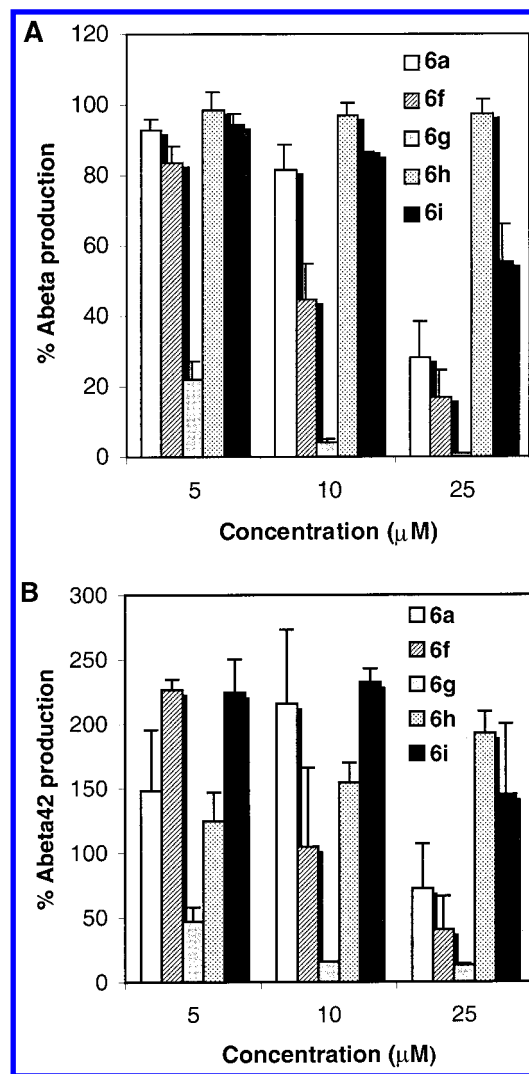 A
120
100
80
60
40
20
0
% Abeta production
6a
6f
6g
6h
6i
5 10 25
Concentration (μM)
B
300
250
200
150
100
50
0
% Abeta42 production
6a
6f
6g
6h
6i
5 10 25
Concentration (μM)